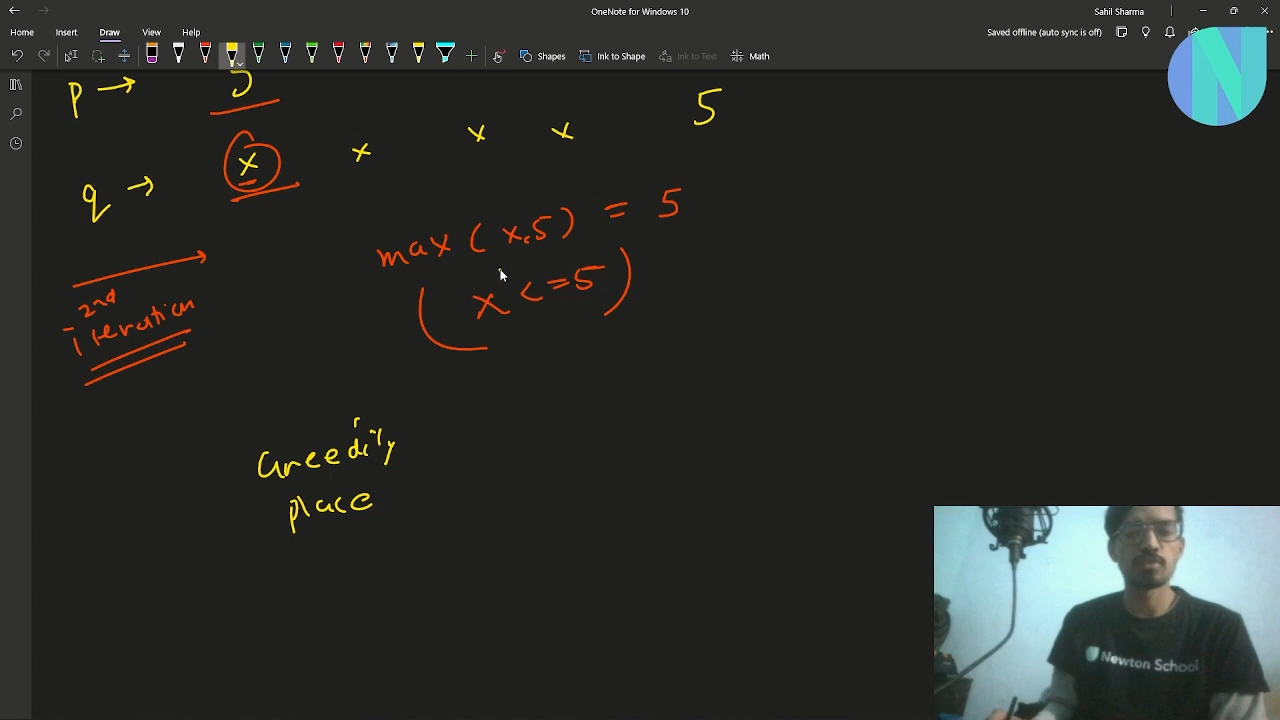 OneNote for Windows 10
Sahil Sharma
Home Insert Draw View Help
Saved offline (auto sync is off)
Shapes Ink to Shape Ink to Text Math
p → 5
q → x x x x 5
max (x,5) = 5
(x <= 5)
2nd
iteration
Greedily
place
Newton School